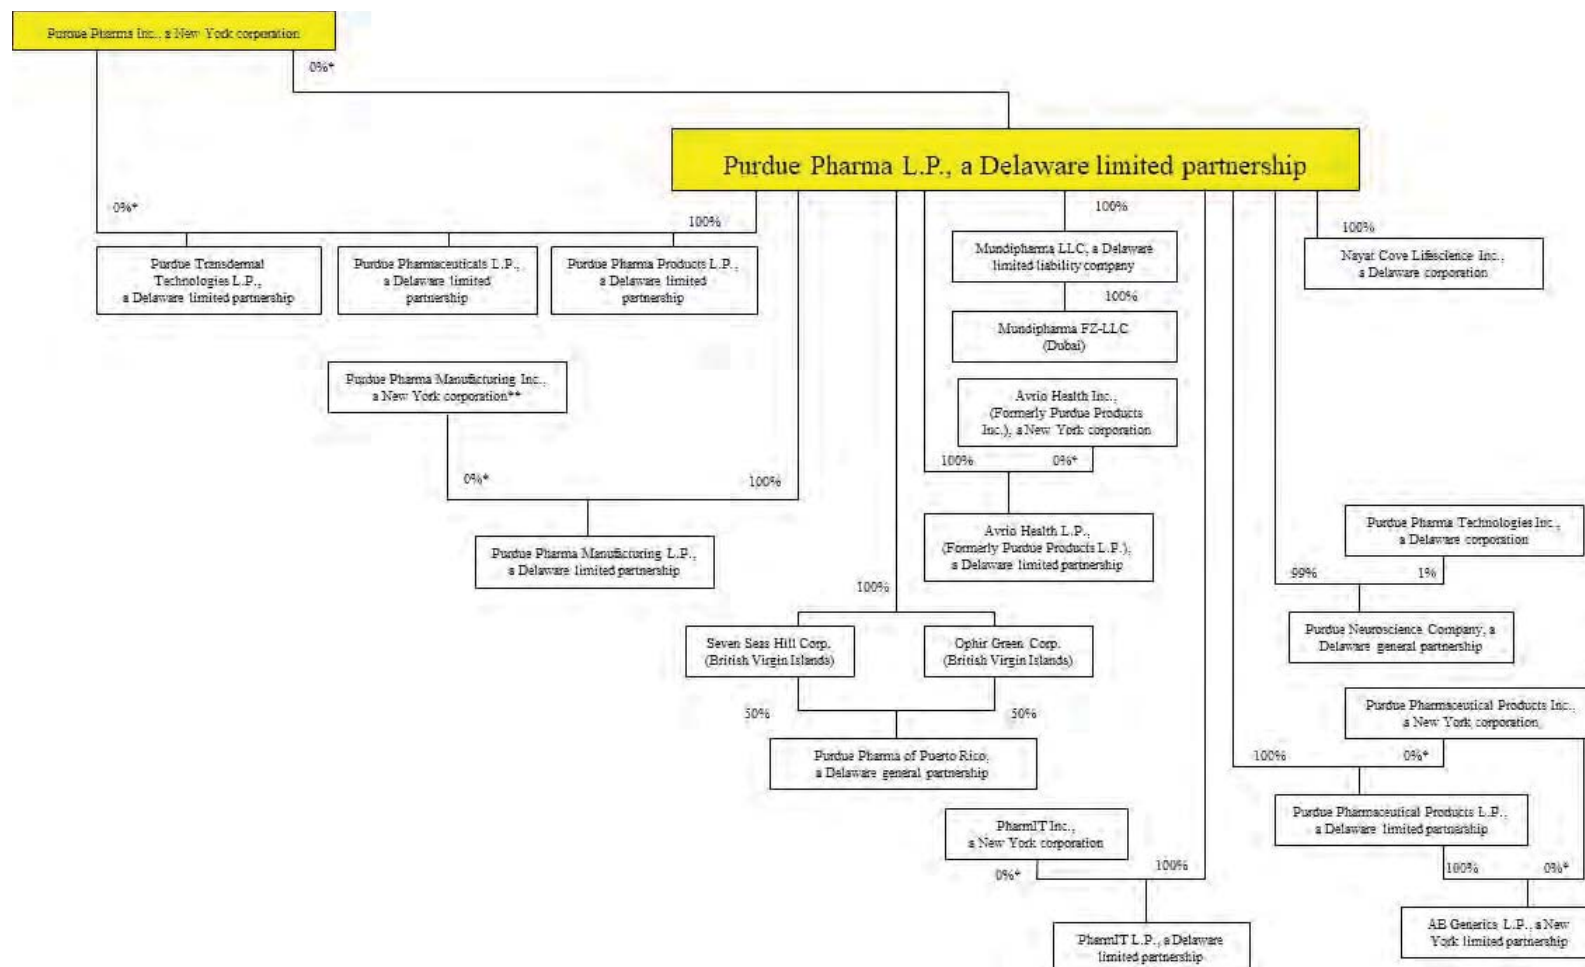 Purdue Pharma Inc., a New York corporation
0%*
Purdue Pharma L.P., a Delaware limited partnership
0%*
100%
100%
100%
Purdue Transdermal
Technologies L.P.,
a Delaware limited partnership
Purdue Pharmaceuticals L.P.,
a Delaware limited
partnership
Purdue Pharma Products L.P.,
a Delaware limited
partnership
Mundipharma LLC, a Delaware
limited liability company
Nayat Cove Lifescience Inc.,
a Delaware corporation
100%
Mundipharma FZ-LLC
(Dubai)
Purdue Pharma Manufacturing Inc.,
a New York corporation**
Avrio Health Inc.,
(Formerly Purdue Products
Inc.), a New York corporation
0%*
100%
100%
0%*
Purdue Pharma Manufacturing L.P.,
a Delaware limited partnership
Avrio Health L.P.,
(Formerly Purdue Products L.P.),
a Delaware limited partnership
Purdue Pharma Technologies Inc.,
a Delaware corporation
99%
1%
100%
Purdue Neuroscience Company, a
Delaware general partnership
Seven Seas Hill Corp.
(British Virgin Islands)
Ophir Green Corp.
(British Virgin Islands)
50%
50%
Purdue Pharma of Puerto Rico,
a Delaware general partnership
Purdue Pharmaceutical Products Inc.,
a New York corporation
100%
0%*
Purdue Pharmaceutical Products L.P.,
a Delaware limited partnership
PharmIT Inc.,
a New York corporation
0%*
100%
100%
0%*
PharmIT L.P., a Delaware
limited partnership
AB Generics L.P., a New
York limited partnership